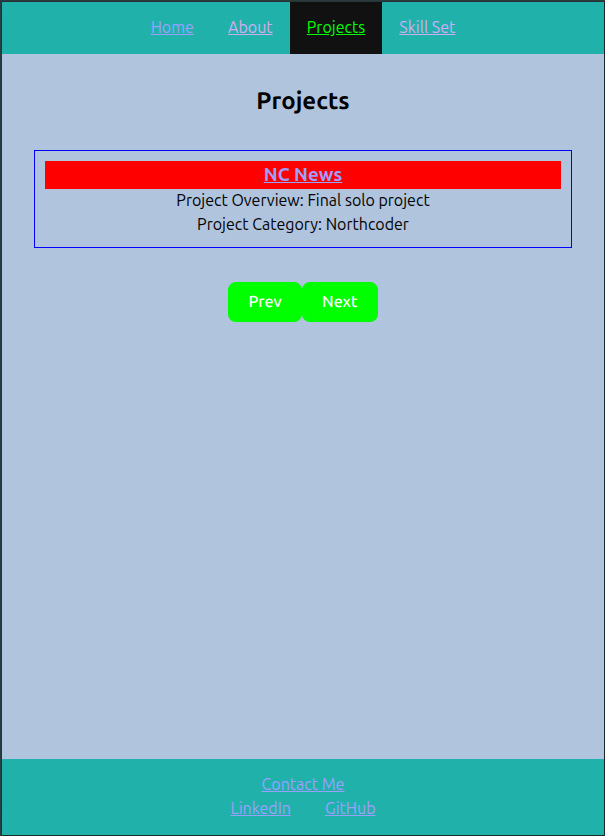 Home About Projects Skill Set
Projects
NC News
Project Overview: Final solo project
Project Category: Northcoder
Prev Next
Contact Me
LinkedIn GitHub